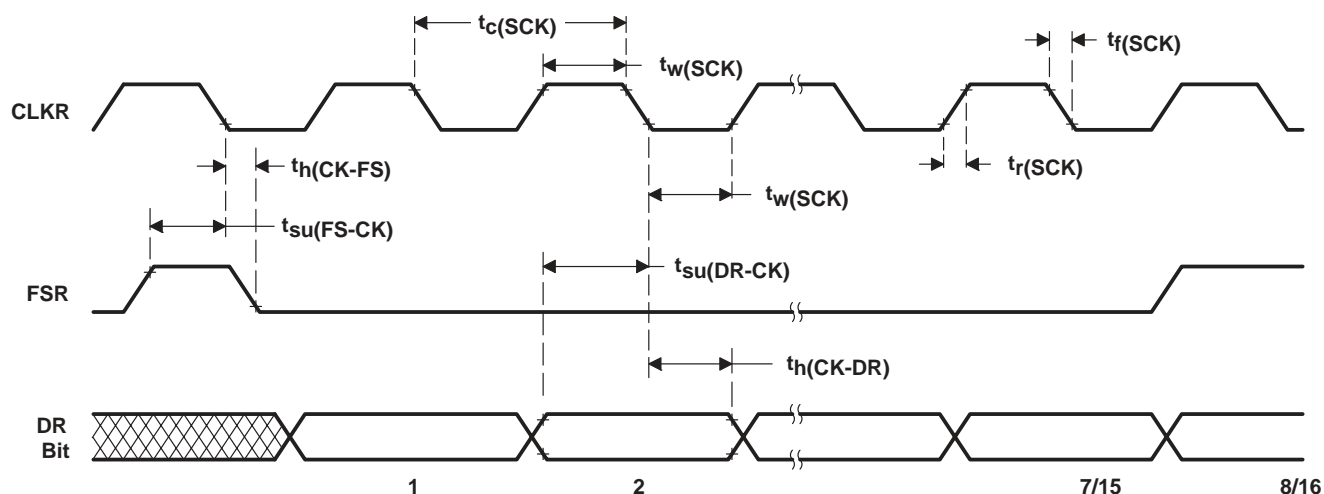 tc(SCK)
tw(SCK)
tf(SCK)
CLKR
th(CK-FS)
tr(SCK)
tw(SCK)
tsu(FS-CK)
tsu(DR-CK)
FSR
th(CK-DR)
DR
Bit
1 2 7/15 8/16